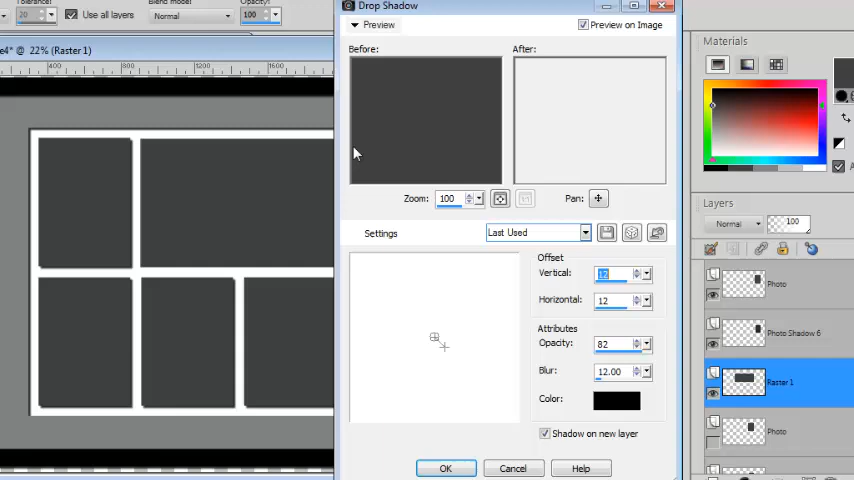 Tolerance:
20
Use all layers
Blend mode:
Normal
Opacity:
100
Drop Shadow
Preview
Preview on Image
e4* @ 22% (Raster 1)
400
1200
1600
Before:
After:
Zoom:
100
Pan:
Settings
Last Used
Offset
Vertical:
12
Horizontal:
12
Attributes
Opacity:
82
Blur:
12.00
Color:
Shadow on new layer
OK
Cancel
Help
Materials
Layers
Normal
100
Photo
Photo Shadow 6
Raster 1
Photo